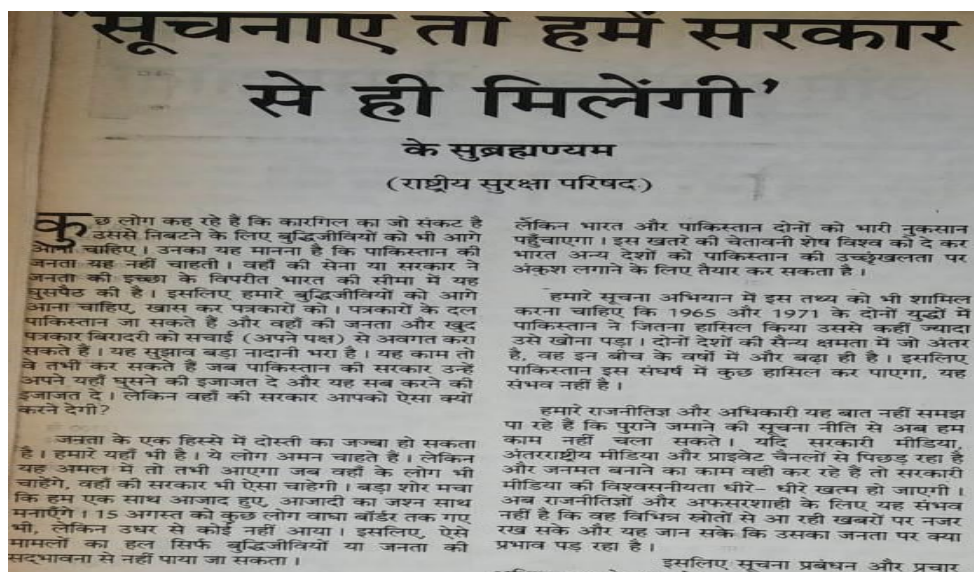 'सूचनाएं तो हमें सरकार
से ही मिलेंगी'
के सुब्रह्मण्यम
(राष्ट्रीय सुरक्षा परिषद)
कुछ लोग कह रहे हैं कि कारगिल का जो संकट है
उससे निबटने के लिए बुद्धिजीवियों को भी आगे
आना चाहिए। उनका यह मानना है कि पाकिस्तान की
जनता यह नहीं चाहती। वहाँ की सेना या सरकार ने
जनता की इच्छा के विपरीत भारत की सीमा में यह
घुसपैठ की है। इसलिए हमारे बुद्धिजीवियों को आगे
आना चाहिए, खास कर पत्रकारों को। पत्रकारों के दल
पाकिस्तान जा सकते हैं और वहाँ की जनता और खुद
पत्रकार बिरादरी को सचाई (अपने पक्ष) से अवगत करा
सकते हैं। यह सुझाव बड़ा नादानी भरा है। यह काम तो
वे तभी कर सकते हैं जब पाकिस्तान की सरकार उन्हें
अपने यहाँ घुसने की इजाजत दे और यह सब करने की
इजाजत दे। लेकिन वहाँ की सरकार आपको ऐसा क्यों
करने देगी?
जनता के एक हिस्से में दोस्ती का जज्बा हो सकता
है। हमारे यहाँ भी है। ये लोग अमन चाहते हैं। लेकिन
यह अमल में तो तभी आएगा जब वहाँ के लोग भी
चाहेंगे, वहाँ की सरकार भी ऐसा चाहेगी। बड़ा शोर मचा
कि हम एक साथ आजाद हुए, आजादी का जश्न साथ
मनाएँगे। 15 अगस्त को कुछ लोग वाघा बॉर्डर तक गए
भी, लेकिन उधर से कोई नहीं आया। इसलिए, ऐसे
मामलों का हल सिर्फ बुद्धिजीवियों या जनता की
सद्भावना से नहीं पाया जा सकता।
लेकिन भारत और पाकिस्तान दोनों को भारी नुकसान
पहुँचाएगा। इस खतरे की चेतावनी शेष विश्व को दे कर
भारत अन्य देशों को पाकिस्तान की उच्छृंखलता पर
अंकुश लगाने के लिए तैयार कर सकता है।
हमारे सूचना अभियान में इस तथ्य को भी शामिल
करना चाहिए कि 1965 और 1971 के दोनों युद्धों में
पाकिस्तान ने जितना हासिल किया उससे कहीं ज्यादा
उसे खोना पड़ा। दोनों देशों की सैन्य क्षमता में जो अंतर
है, वह इन बीच के वर्षों में और बढ़ा ही है। इसलिए
पाकिस्तान इस संघर्ष में कुछ हासिल कर पाएगा, यह
संभव नहीं है।
हमारे राजनीतिज्ञ और अधिकारी यह बात नहीं समझ
पा रहे हैं कि पुराने जमाने की सूचना नीति से अब हम
काम नहीं चला सकते। यदि सरकारी मीडिया,
अंतरराष्ट्रीय मीडिया और प्राइवेट चैनलों से पिछड़ रहा है
और जनमत बनाने का काम वही कर रहे हैं तो सरकारी
मीडिया की विश्वसनीयता धीरे- धीरे खत्म हो जाएगी।
अब राजनीतिज्ञों और अफसरशाही के लिए यह संभव
नहीं है कि वह विभिन्न स्रोतों से आ रही खबरों पर नजर
रख सके और यह जान सके कि उसका जनता पर क्या
प्रभाव पड़ रहा है।
इसलिए सूचना प्रबंधन और प्रचार